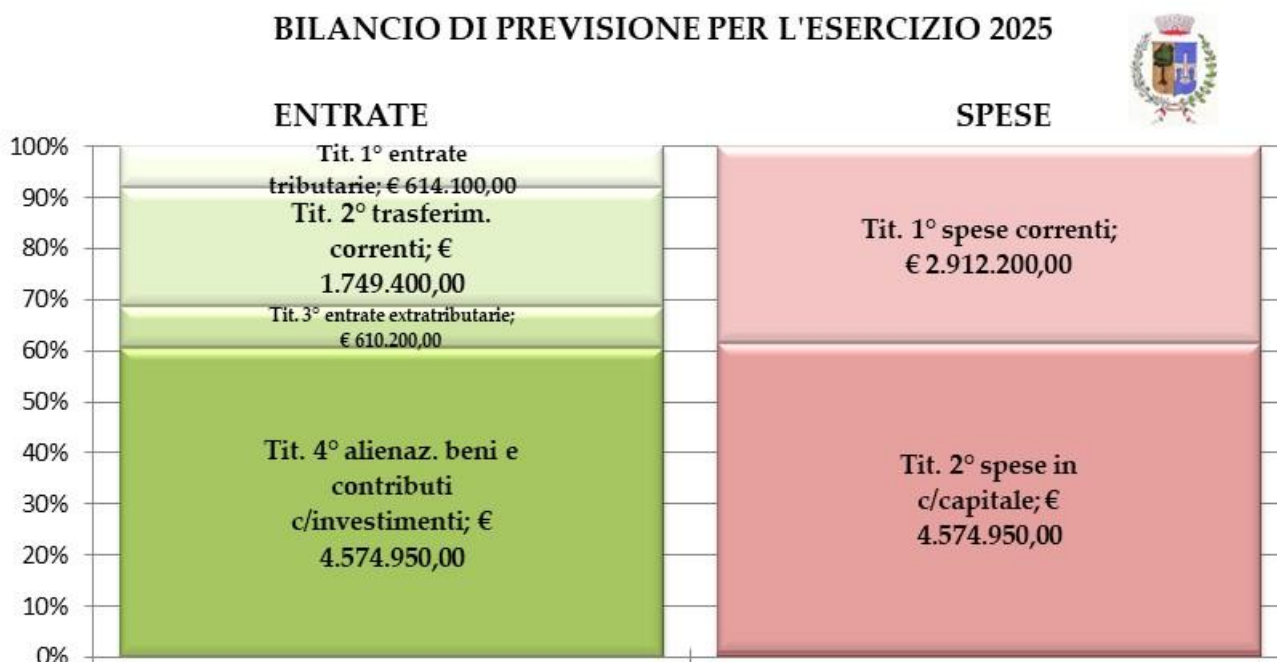 BILANCIO DI PREVISIONE PER L'ESERCIZIO 2025
ENTRATE
SPESE
100%
90%
80%
70%
60%
50%
40%
30%
20%
10%
0%
Tit. 1° entrate
tributarie; € 614.100,00
Tit. 2° trasferim.
correnti; €
1.749.400,00
Tit. 3° entrate extratributarie;
€ 610.200,00
Tit. 4° alienaz. beni e
contributi
c/investimenti; €
4.574.950,00
Tit. 1° spese correnti;
€ 2.912.200,00
Tit. 2° spese in
c/capitale; €
4.574.950,00